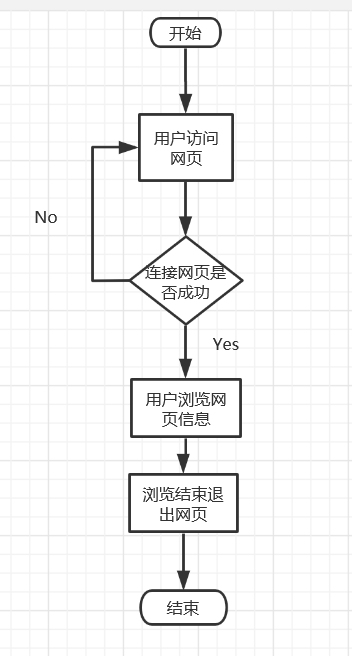 开始
用户访问
网页
No
连接网页是
否成功
Yes
用户浏览网
页信息
浏览结束退
出网页
结束